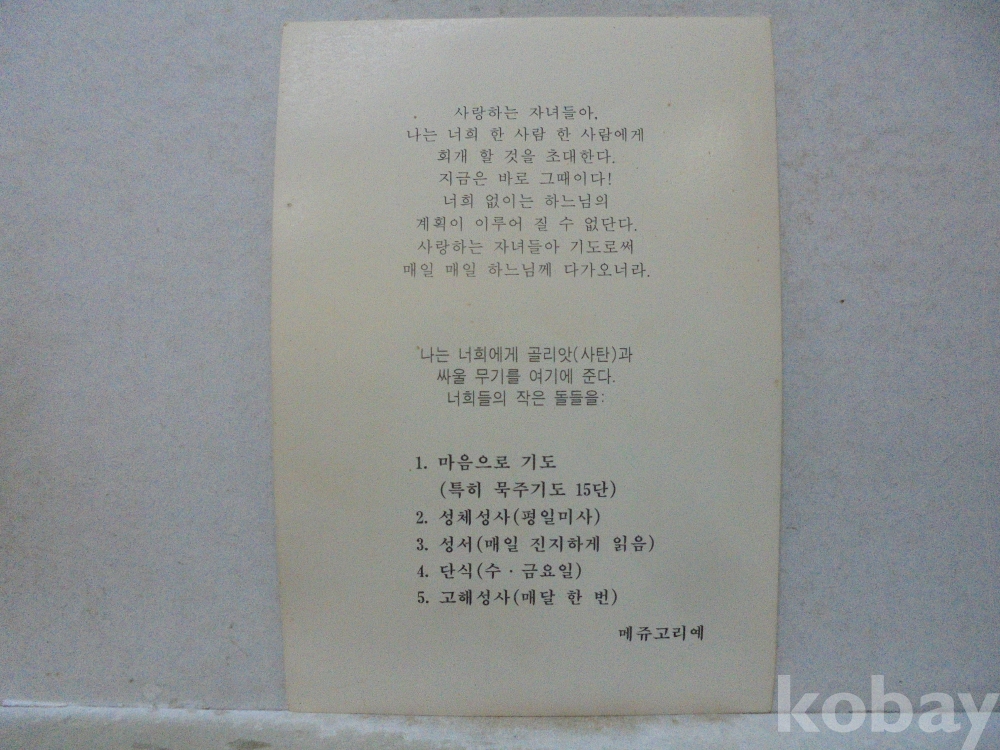 사랑하는 자녀들아.
나는 너희 한 사람 한 사람에게
회개 할 것을 초대한다.
지금은 바로 그때이다!
너희 없이는 하느님의
계획이 이루어 질 수 없단다.
사랑하는 자녀들아 기도로써
매일 매일 하느님께 다가오너라.
나는 너희에게 골리앗(사탄)과
싸울 무기를 여기에 준다.
너희들의 작은 돌들을:
1. 마음으로 기도
(특히 묵주기도 15단)
2. 성체성사(평일미사)
3. 성서(매일 진지하게 읽음)
4. 단식(수·금요일)
5. 고해성사(매달 한 번)
메쥬고리예
kobay